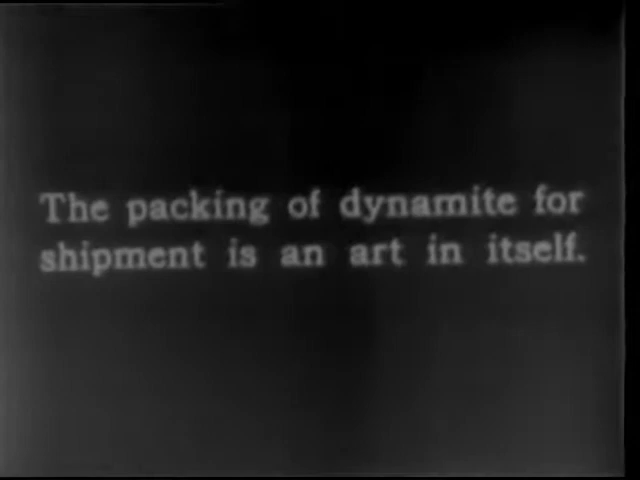 The packing of dynamite for
shipment is an art in itself.